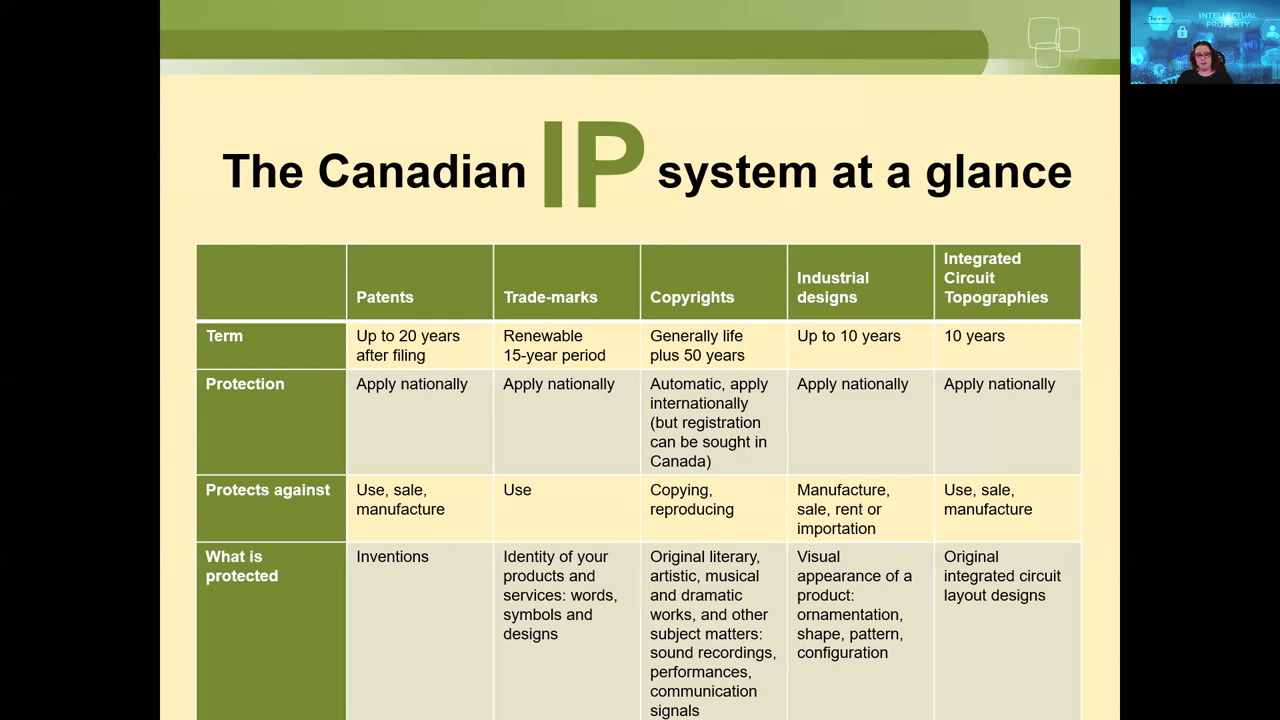 INTELLECTUAL
PROPERTY
The Canadian IP system at a glance
Patents
Trade-marks
Copyrights
Industrial
designs
Integrated
Circuit
Topographies
Term
Up to 20 years
after filing
Renewable
15-year period
Generally life
plus 50 years
Up to 10 years
10 years
Protection
Apply nationally
Apply nationally
Automatic, apply
internationally
(but registration
can be sought in
Canada)
Apply nationally
Apply nationally
Protects against
Use, sale,
manufacture
Use
Copying,
reproducing
Manufacture,
sale, rent or
importation
Use, sale,
manufacture
What is
protected
Inventions
Identity of your
products and
services: words,
symbols and
designs
Original literary,
artistic, musical
and dramatic
works, and other
subject matters:
sound recordings,
performances,
communication
signals
Visual
appearance of a
product:
ornamentation,
shape, pattern,
configuration
Original
integrated circuit
layout designs